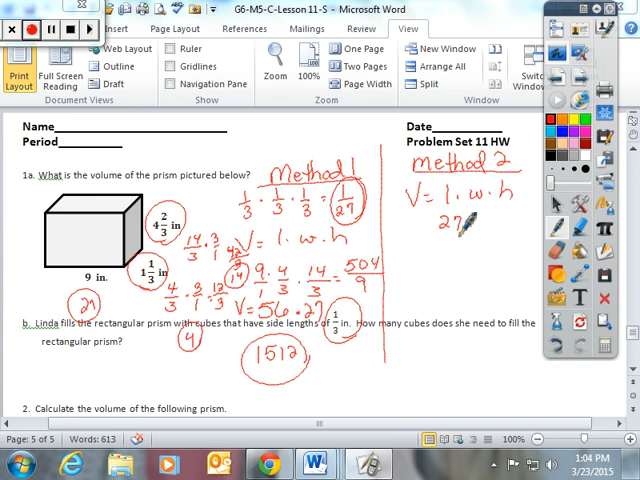 G6-M5-C-Lesson 11-S - Microsoft Word
References
Mailings
Review
View
Print Layout
Full Screen Reading
Web Layout
Outline
Draft
Document Views
Ruler
Gridlines
Navigation Pane
Show
Zoom
100%
One Page
Two Pages
Page Width
Zoom
New Window
Arrange All
Split
Switch
Window
Name
Date
Period
Problem Set 11 HW
1a. What is the volume of the prism pictured below?
Method 1
method 2
1/3 · 1/3 · 1/3 = 1/27
V = l · w · h
27
4 2/3 in
14/3 · 3/1
42/3
14
V = l · w · h
1 1/3 in
9 in.
9/1 · 4/3 · 14/3 = 504/9
4/3 · 3/1 = 12/3
27
V = 56 · 27
b. Linda fills the rectangular prism with cubes that have side lengths of 1/3 in. How many cubes does she need to fill the
rectangular prism?
4
1512
2. Calculate the volume of the following prism.
Page: 5 of 5
Words: 613
100%
1:04 PM
3/23/2015